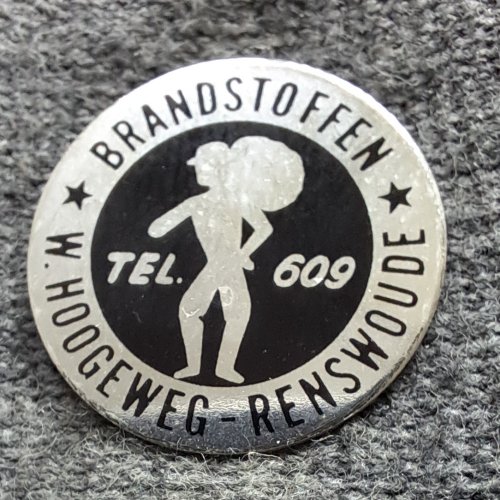 BRANDSTOFFEN
TEL. 609
W. HOOGEWEG - RENSWOUDE